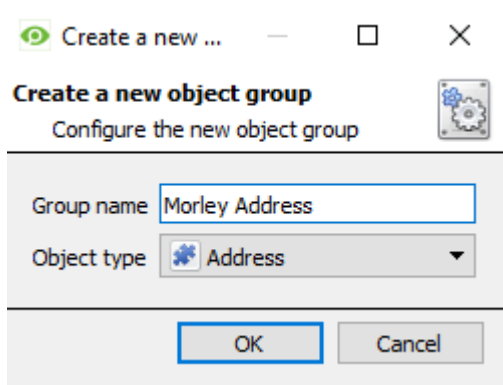 Create a new ...
Create a new object group
Configure the new object group
Group name Morley Address
Object type Address
OK Cancel